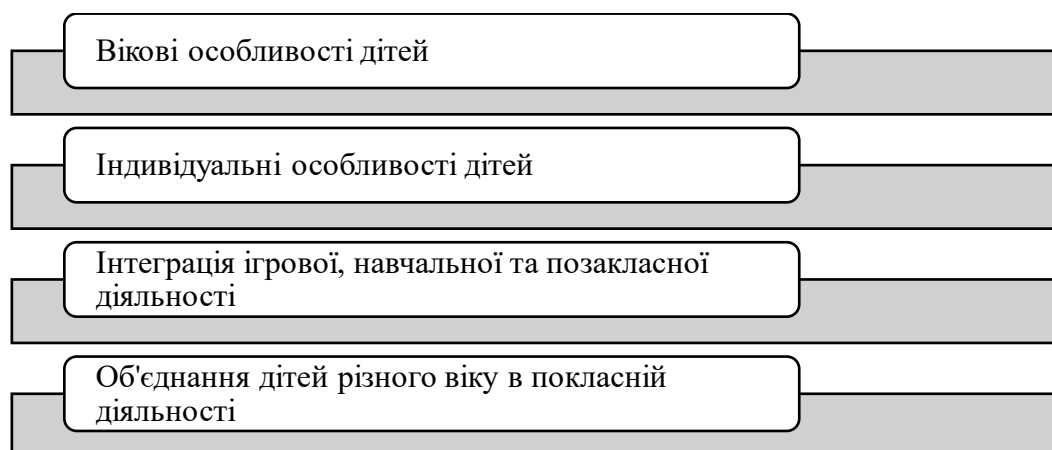 Вікові особливості дітей
Індивідуальні особливості дітей
Інтеграція ігрової, навчальної та позакласної
діяльності
Об'єднання дітей різного віку в покласній
діяльності